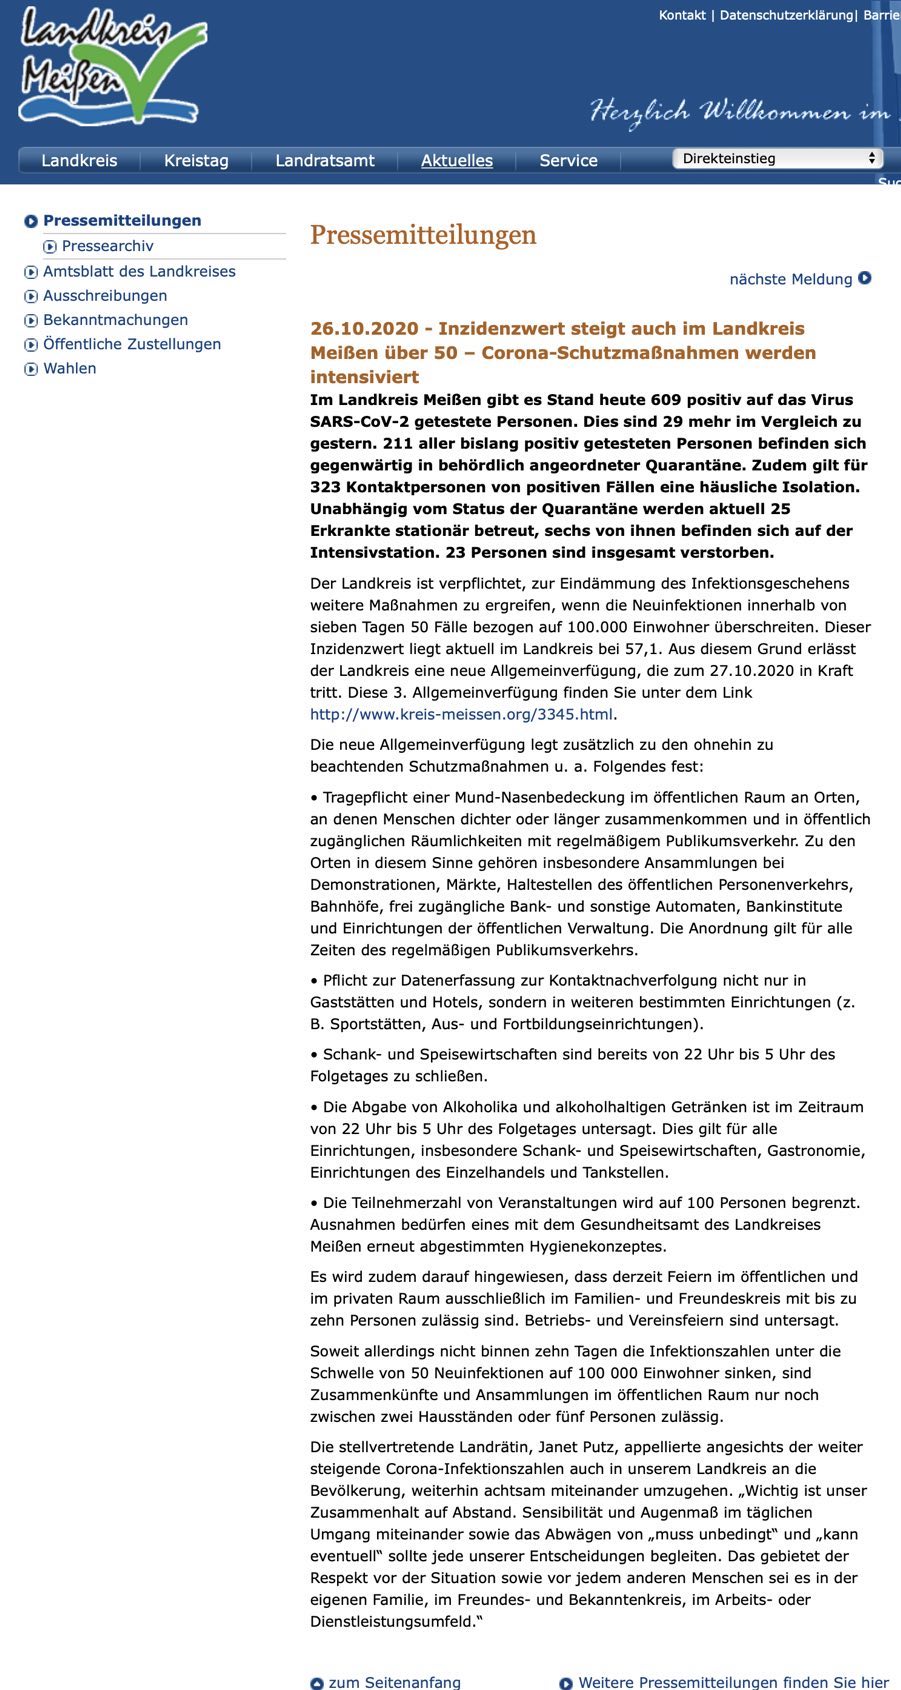 Landkreis
Meißen
Kontakt | Datenschutzerklärung| Barrie
Herzlich Willkommen im
Landkreis
Kreistag
Landratsamt
Aktuelles
Service
Direkteinstieg
Suc
Pressemitteilungen
Pressearchiv
Amtsblatt des Landkreises
Ausschreibungen
Bekanntmachungen
Öffentliche Zustellungen
Wahlen
Pressemitteilungen
nächste Meldung
26.10.2020 - Inzidenzwert steigt auch im Landkreis
Meißen über 50 – Corona-Schutzmaßnahmen werden
intensiviert
Im Landkreis Meißen gibt es Stand heute 609 positiv auf das Virus
SARS-CoV-2 getestete Personen. Dies sind 29 mehr im Vergleich zu
gestern. 211 aller bislang positiv getesteten Personen befinden sich
gegenwärtig in behördlich angeordneter Quarantäne. Zudem gilt für
323 Kontaktpersonen von positiven Fällen eine häusliche Isolation.
Unabhängig vom Status der Quarantäne werden aktuell 25
Erkrankte stationär betreut, sechs von ihnen befinden sich auf der
Intensivstation. 23 Personen sind insgesamt verstorben.
Der Landkreis ist verpflichtet, zur Eindämmung des Infektionsgeschehens
weitere Maßnahmen zu ergreifen, wenn die Neuinfektionen innerhalb von
sieben Tagen 50 Fälle bezogen auf 100.000 Einwohner überschreiten. Dieser
Inzidenzwert liegt aktuell im Landkreis bei 57,1. Aus diesem Grund erlässt
der Landkreis eine neue Allgemeinverfügung, die zum 27.10.2020 in Kraft
tritt. Diese 3. Allgemeinverfügung finden Sie unter dem Link
http://www.kreis-meissen.org/3345.html.
Die neue Allgemeinverfügung legt zusätzlich zu den ohnehin zu
beachtenden Schutzmaßnahmen u. a. Folgendes fest:
• Tragepflicht einer Mund-Nasenbedeckung im öffentlichen Raum an Orten,
an denen Menschen dichter oder länger zusammenkommen und in öffentlich
zugänglichen Räumlichkeiten mit regelmäßigem Publikumsverkehr. Zu den
Orten in diesem Sinne gehören insbesondere Ansammlungen bei
Demonstrationen, Märkte, Haltestellen des öffentlichen Personenverkehrs,
Bahnhöfe, frei zugängliche Bank- und sonstige Automaten, Bankinstitute
und Einrichtungen der öffentlichen Verwaltung. Die Anordnung gilt für alle
Zeiten des regelmäßigen Publikumsverkehrs.
• Pflicht zur Datenerfassung zur Kontaktnachverfolgung nicht nur in
Gaststätten und Hotels, sondern in weiteren bestimmten Einrichtungen (z.
B. Sportstätten, Aus- und Fortbildungseinrichtungen).
• Schank- und Speisewirtschaften sind bereits von 22 Uhr bis 5 Uhr des
Folgetages zu schließen.
• Die Abgabe von Alkoholika und alkoholhaltigen Getränken ist im Zeitraum
von 22 Uhr bis 5 Uhr des Folgetages untersagt. Dies gilt für alle
Einrichtungen, insbesondere Schank- und Speisewirtschaften, Gastronomie,
Einrichtungen des Einzelhandels und Tankstellen.
• Die Teilnehmerzahl von Veranstaltungen wird auf 100 Personen begrenzt.
Ausnahmen bedürfen eines mit dem Gesundheitsamt des Landkreises
Meißen erneut abgestimmten Hygienekonzeptes.
Es wird zudem darauf hingewiesen, dass derzeit Feiern im öffentlichen und
im privaten Raum ausschließlich im Familien- und Freundeskreis mit bis zu
zehn Personen zulässig sind. Betriebs- und Vereinsfeiern sind untersagt.
Soweit allerdings nicht binnen zehn Tagen die Infektionszahlen unter die
Schwelle von 50 Neuinfektionen auf 100 000 Einwohner sinken, sind
Zusammenkünfte und Ansammlungen im öffentlichen Raum nur noch
zwischen zwei Hausständen oder fünf Personen zulässig.
Die stellvertretende Landrätin, Janet Putz, appellierte angesichts der weiter
steigende Corona-Infektionszahlen auch in unserem Landkreis an die
Bevölkerung, weiterhin achtsam miteinander umzugehen. „Wichtig ist unser
Zusammenhalt auf Abstand. Sensibilität und Augenmaß im täglichen
Umgang miteinander sowie das Abwägen von „muss unbedingt“ und „kann
eventuell“ sollte jede unserer Entscheidungen begleiten. Das gebietet der
Respekt vor der Situation sowie vor jedem anderen Menschen sei es in der
eigenen Familie, im Freundes- und Bekanntenkreis, im Arbeits- oder
Dienstleistungsumfeld.“
zum Seitenanfang
Weitere Pressemitteilungen finden Sie hier